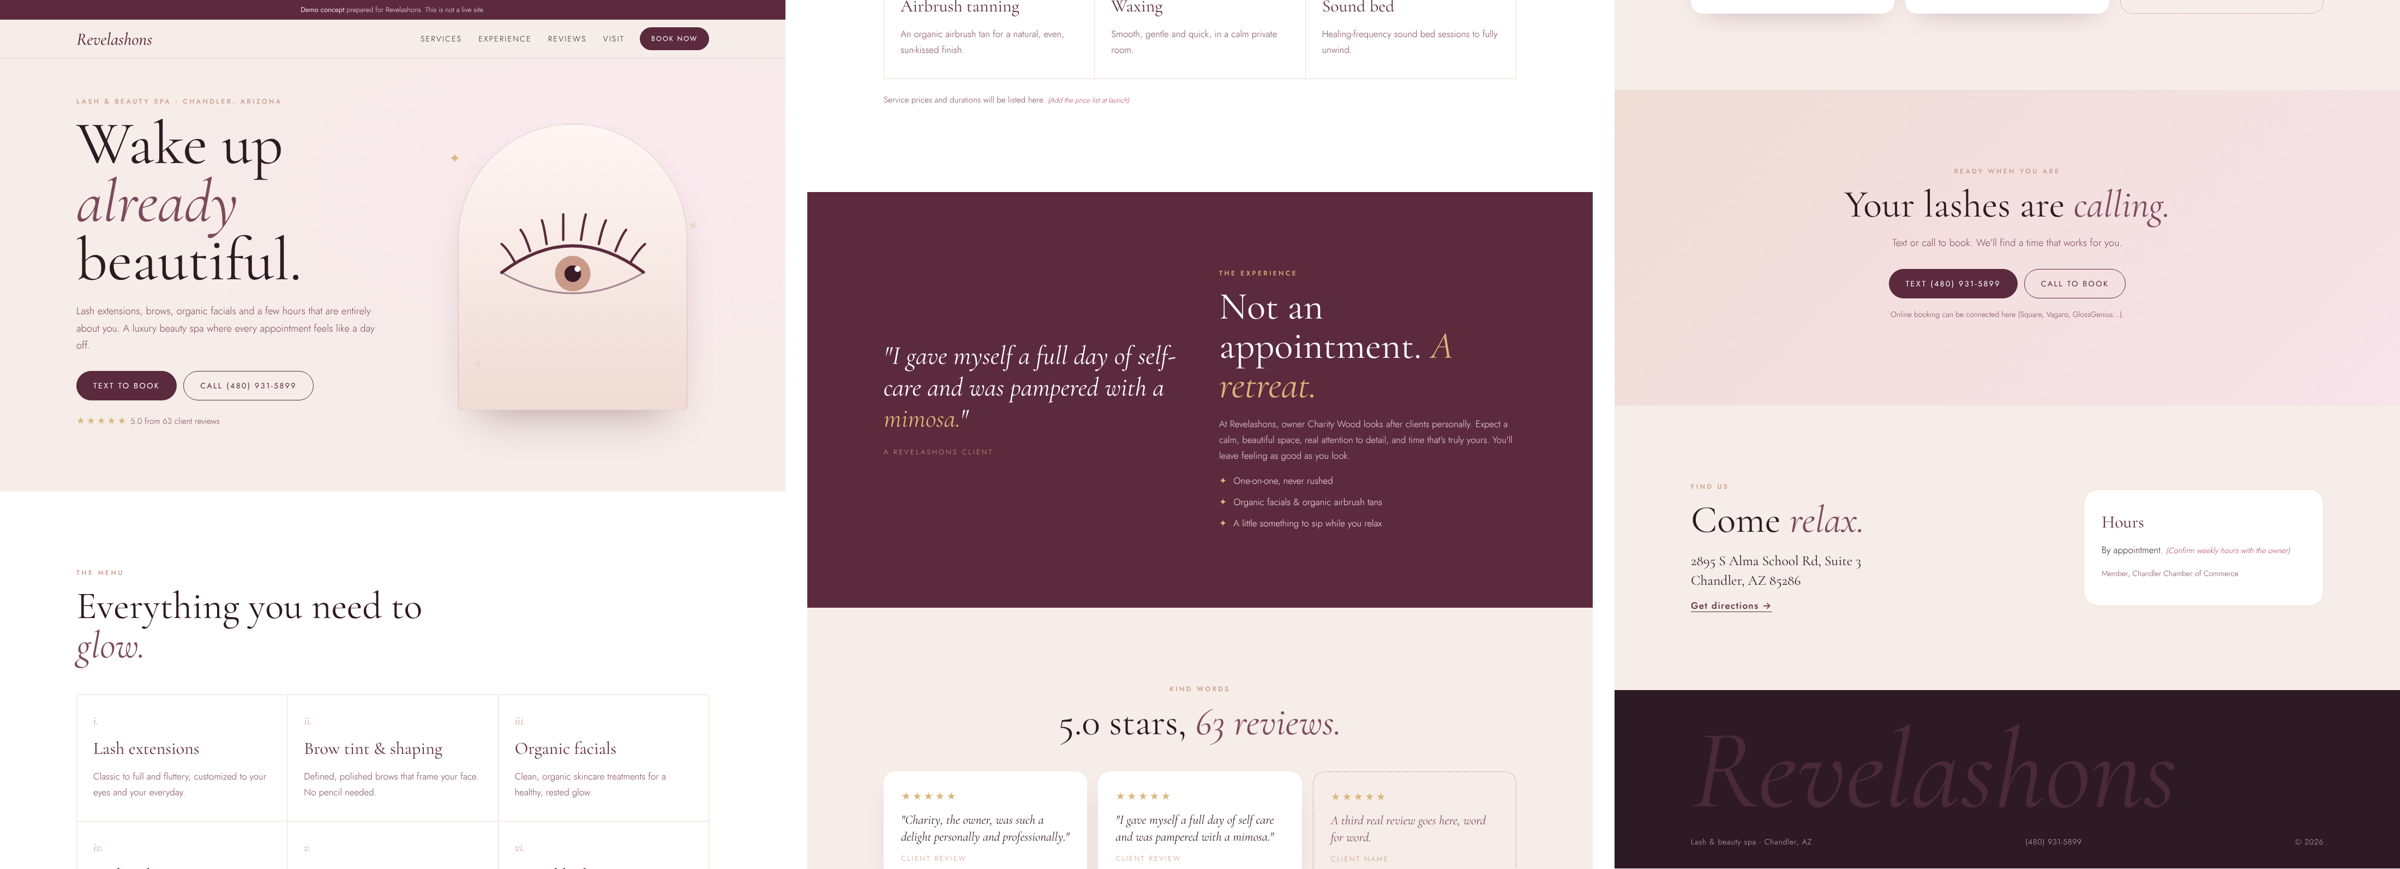 Demo concept prepared for Revelashons. This is not a live site.
Revelashons
SERVICES EXPERIENCE REVIEWS VISIT BOOK NOW
LASH & BEAUTY SPA · CHANDLER, ARIZONA
Wake up
already
beautiful.
Lash extensions, brows, organic facials and a few hours that are entirely
about you. A luxury beauty spa where every appointment feels like a day
off.
TEXT TO BOOK CALL (480) 931-5899
★★★★★ 5.0 from 63 client reviews
THE MENU
Everything you need to
glow.
i.
Lash extensions
Classic to full and fluttery, customized to your
eyes and your everyday.
ii.
Brow tint & shaping
Defined, polished brows that frame your face.
No pencil needed.
iii.
Organic facials
Clean, organic skincare treatments for a
healthy, rested glow.
iv.
v.
vi.
Airbrush tanning
An organic airbrush tan for a natural, even,
sun-kissed finish.
Waxing
Smooth, gentle and quick, in a calm private
room.
Sound bed
Healing-frequency sound bed sessions to fully
unwind.
Service prices and durations will be listed here. (Add the price list at launch)
"I gave myself a full day of self-
care and was pampered with a
mimosa."
A REVELASHONS CLIENT
THE EXPERIENCE
Not an
appointment. A
retreat.
At Revelashons, owner Charity Wood looks after clients personally. Expect a
calm, beautiful space, real attention to detail, and time that's truly yours. You'll
leave feeling as good as you look.
✦ One-on-one, never rushed
✦ Organic facials & organic airbrush tans
✦ A little something to sip while you relax
KIND WORDS
5.0 stars, 63 reviews.
★★★★★
"Charity, the owner, was such a
delight personally and professionally."
CLIENT REVIEW
★★★★★
"I gave myself a full day of self care
and was pampered with a mimosa."
CLIENT REVIEW
★★★★★
A third real review goes here, word
for word.
CLIENT NAME
READY WHEN YOU ARE
Your lashes are calling.
Text or call to book. We'll find a time that works for you.
TEXT (480) 931-5899 CALL TO BOOK
Online booking can be connected here (Square, Vagaro, GlossGenius...).
FIND US
Come relax.
2895 S Alma School Rd, Suite 3
Chandler, AZ 85286
Get directions →
Hours
By appointment. (Confirm weekly hours with the owner)
Member, Chandler Chamber of Commerce
Revelashons
Lash & beauty spa · Chandler, AZ (480) 931-5899 © 2026